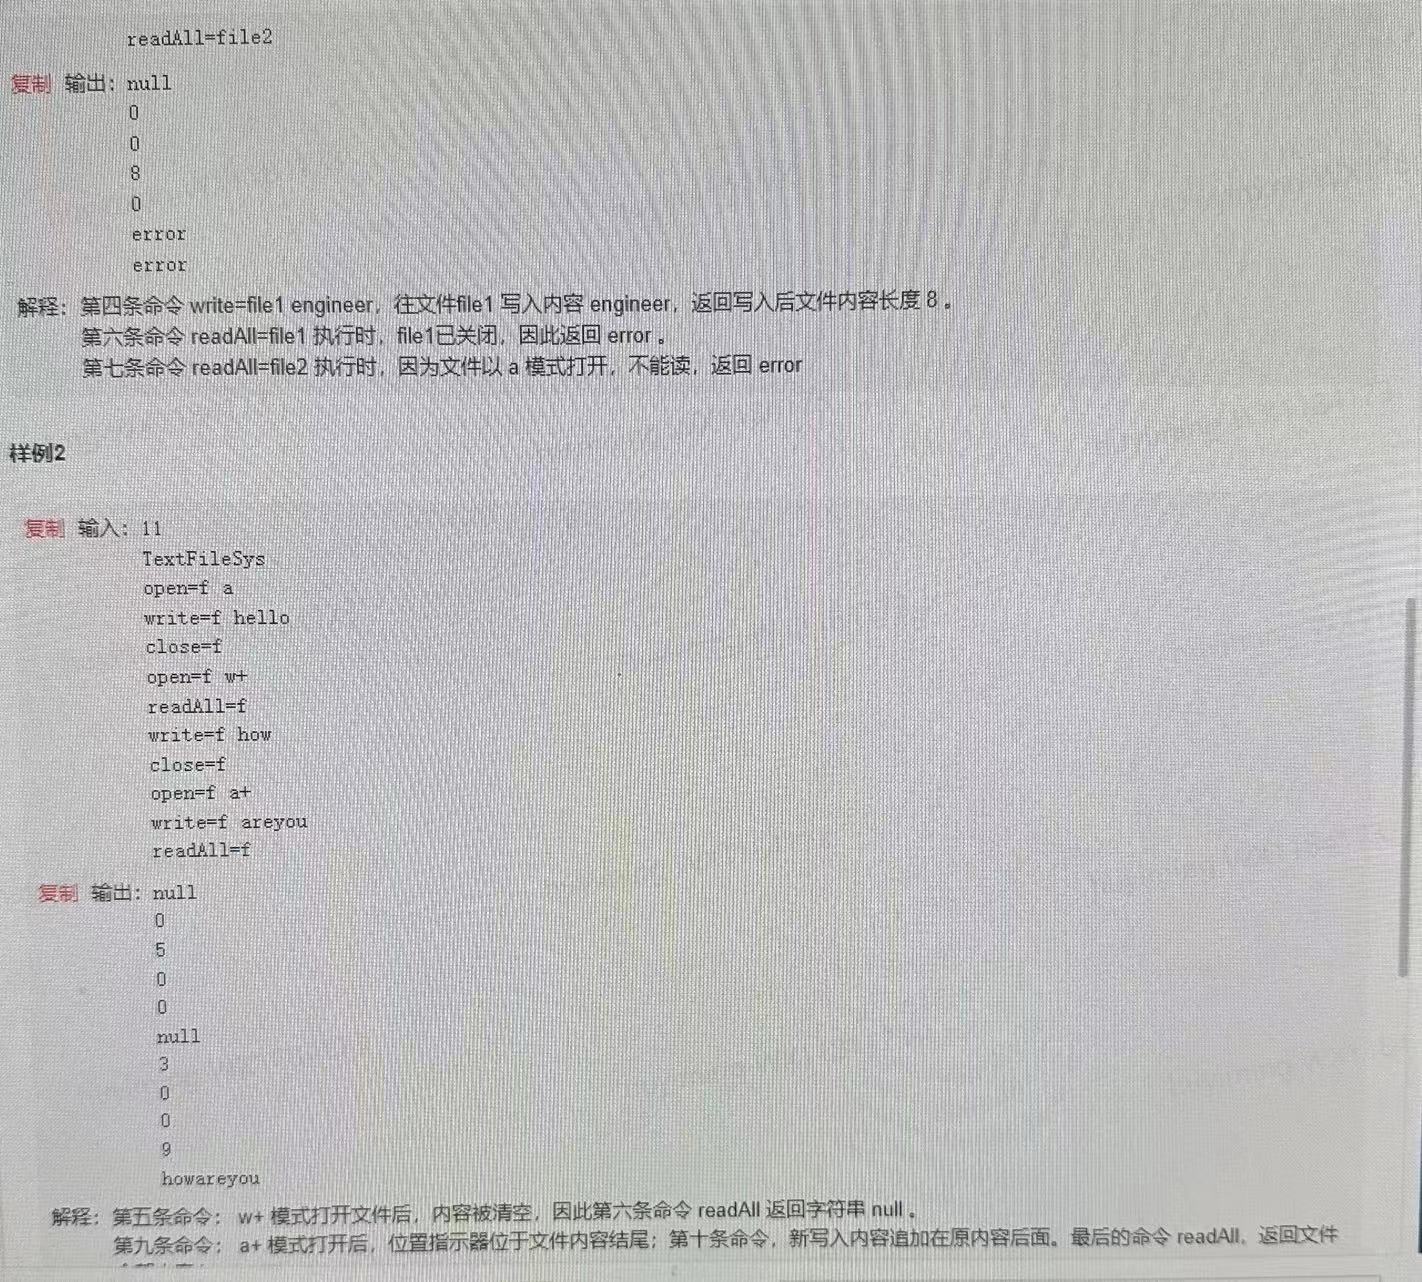 readAll=file2
复制 输出：null
0
0
8
0
error
error
解释：第四条命令 write=file1 engineer，往文件file1 写入内容 engineer，返回写入后文件内容长度 8 。
第六条命令 readAll=file1 执行时，file1已关闭，因此返回 error 。
第七条命令 readAll=file2 执行时，因为文件以 a 模式打开，不能读，返回 error
样例2
复制 输入：11
TextFileSys
open=f a
write=f hello
close=f
open=f w+
readAll=f
write=f how
close=f
open=f a+
write=f areyou
readAll=f
复制 输出：null
0
5
0
0
null
3
0
0
9
howareyou
解释：第五条命令： w+ 模式打开文件后，内容被清空，因此第六条命令 readAll 返回字符串 null 。
第九条命令： a+ 模式打开后，位置指示器位于文件内容结尾；第十条命令，新写入内容追加在原内容后面。最后的命令 readAll，返回文件